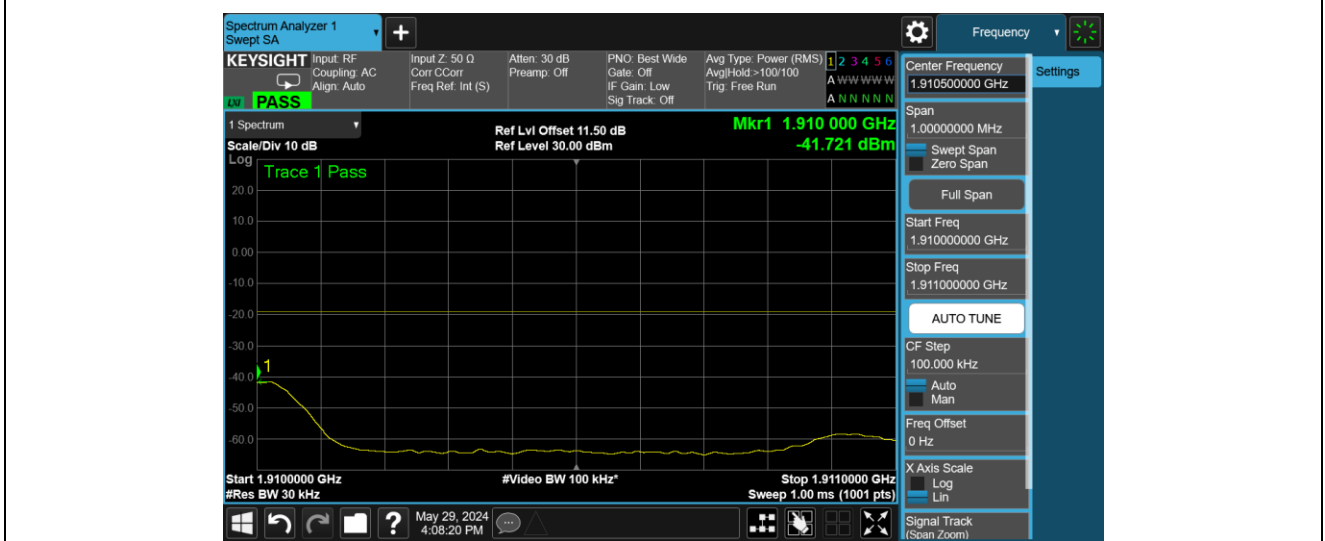 Spectrum Analyzer 1
Swept SA
+
Frequency
KEYSIGHT
Input: RF
Coupling: AC
Align: Auto
Input Z: 50 Ω
Corr CCorr
Freq Ref: Int (S)
Atten: 30 dB
Preamp: Off
PNO: Best Wide
Gate: Off
IF Gain: Low
Sig Track: Off
Avg Type: Power (RMS)
Avg|Hold:>100/100
Trig: Free Run
1 2 3 4 5 6
A W W W W W
A N N N N N
LXI
PASS
1 Spectrum
Scale/Div 10 dB
Ref Lvl Offset 11.50 dB
Ref Level 30.00 dBm
Mkr1 1.910 000 GHz
-41.721 dBm
Log
Trace 1 Pass
20.0
10.0
0.00
-10.0
-20.0
-30.0
1
-40.0
-50.0
-60.0
Start 1.9100000 GHz
#Res BW 30 kHz
#Video BW 100 kHz*
Stop 1.9110000 GHz
Sweep 1.00 ms (1001 pts)
?
May 29, 2024
4:08:20 PM
Center Frequency
1.910500000 GHz
Settings
Span
1.00000000 MHz
Swept Span
Zero Span
Full Span
Start Freq
1.910000000 GHz
Stop Freq
1.911000000 GHz
AUTO TUNE
CF Step
100.000 kHz
Auto
Man
Freq Offset
0 Hz
X Axis Scale
Log
Lin
Signal Track
(Span Zoom)